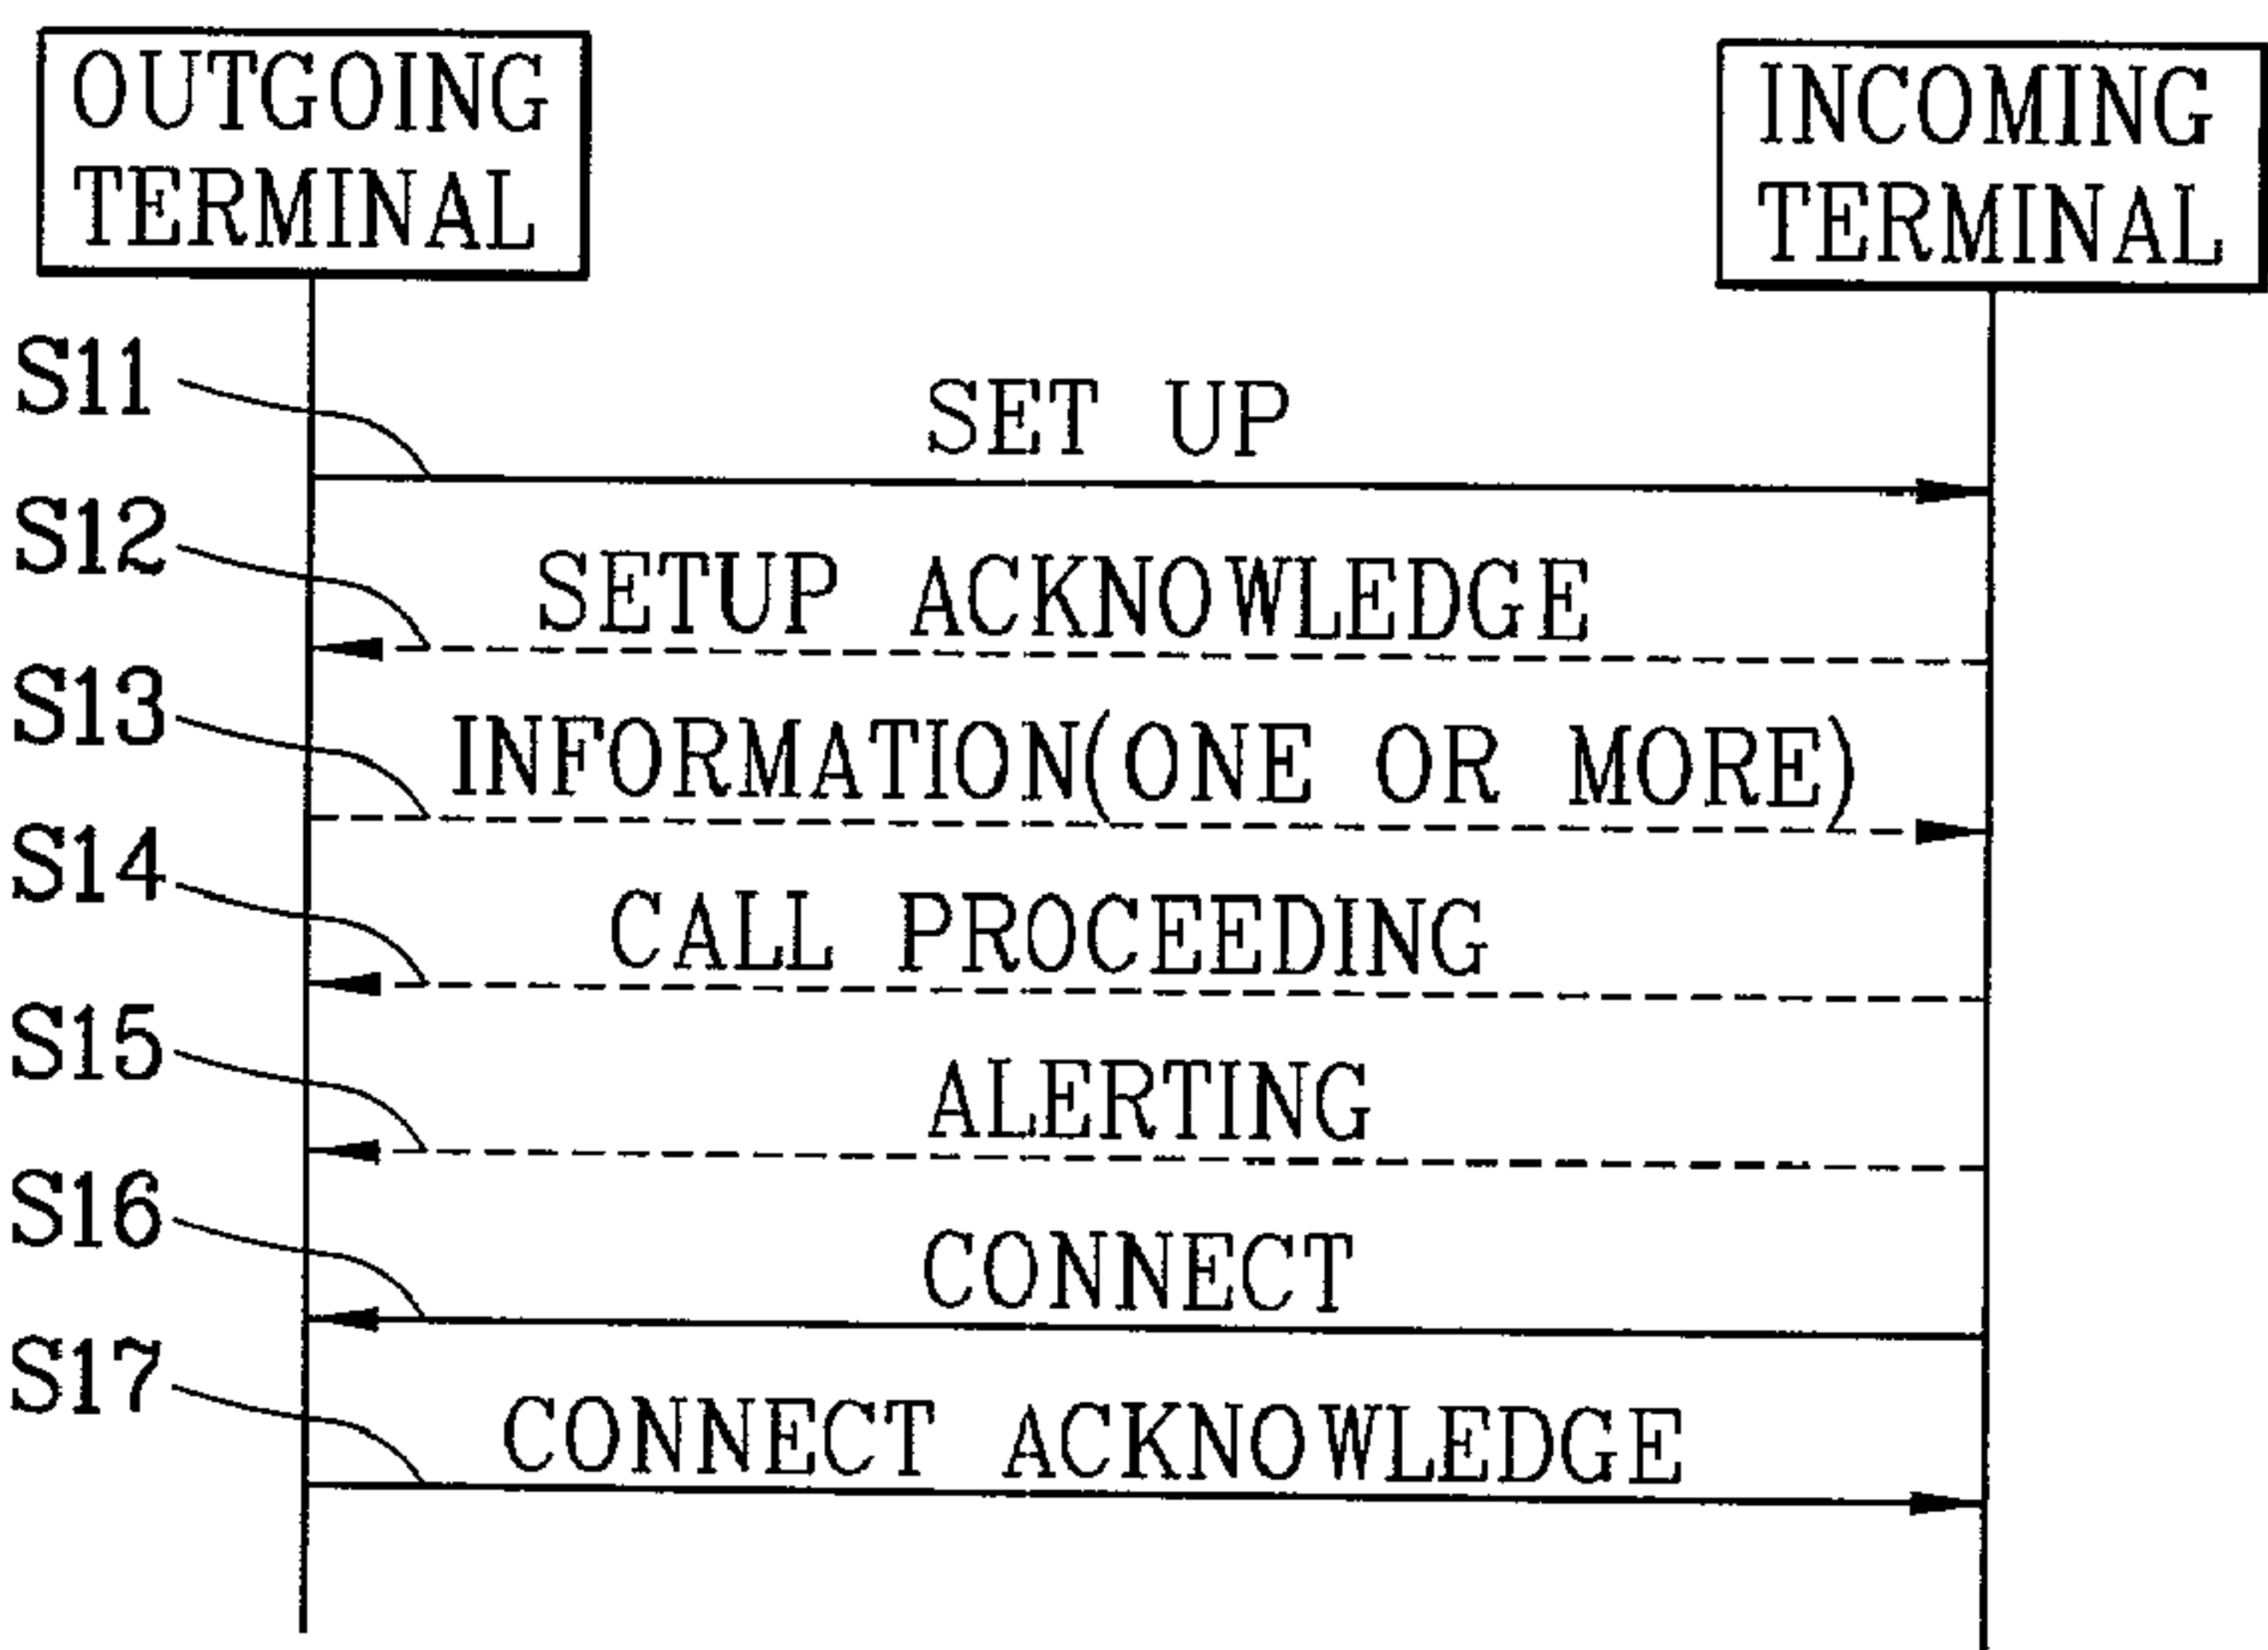 OUTGOING
TERMINAL
INCOMING
TERMINAL
S11
SET UP
S12
SETUP ACKNOWLEDGE
S13
INFORMATION(ONE OR MORE)
S14
CALL PROCEEDING
S15
ALERTING
S16
CONNECT
S17
CONNECT ACKNOWLEDGE